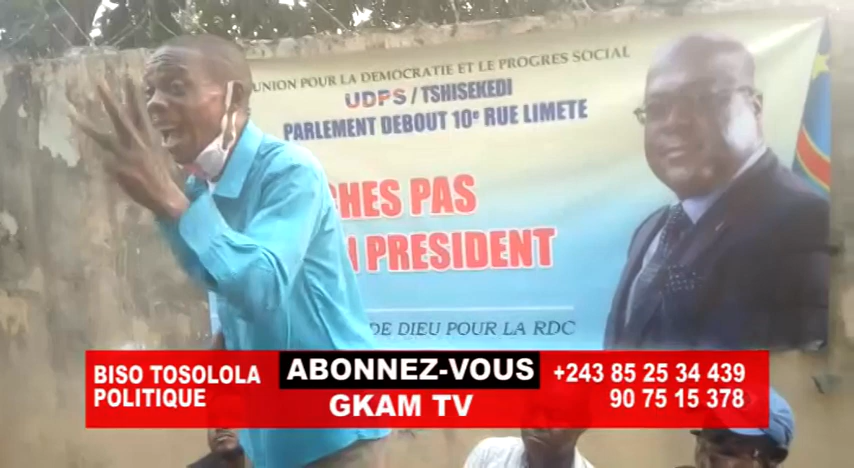 UNION POUR LA DEMOCRATIE ET LE PROGRES SOCIAL
UDPS / TSHISEKEDI
PARLEMENT DEBOUT 10e RUE LIMETE
CHES PAS
PRESIDENT
DE DIEU POUR LA RDC
BISO TOSOLOLA
POLITIQUE
ABONNEZ-VOUS
GKAM TV
+243 85 25 34 439
90 75 15 378